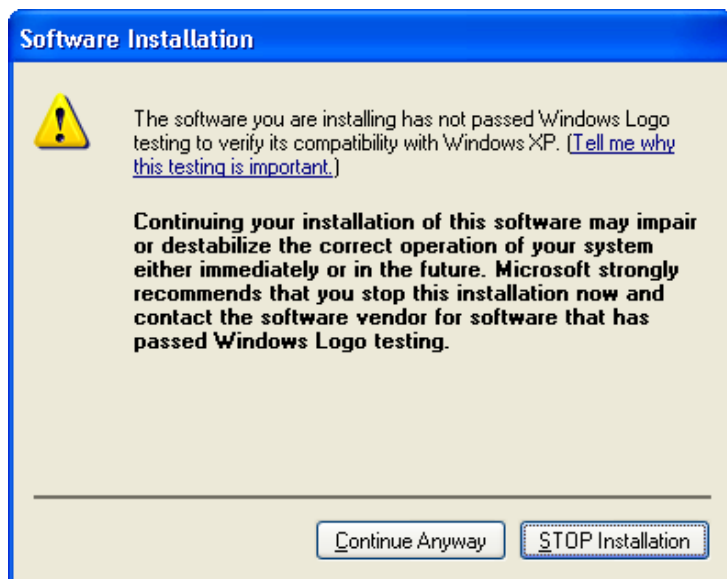 Software Installation
The software you are installing has not passed Windows Logo
testing to verify its compatibility with Windows XP. (Tell me why
this testing is important.)
Continuing your installation of this software may impair
or destabilize the correct operation of your system
either immediately or in the future. Microsoft strongly
recommends that you stop this installation now and
contact the software vendor for software that has
passed Windows Logo testing.
Continue Anyway
STOP Installation